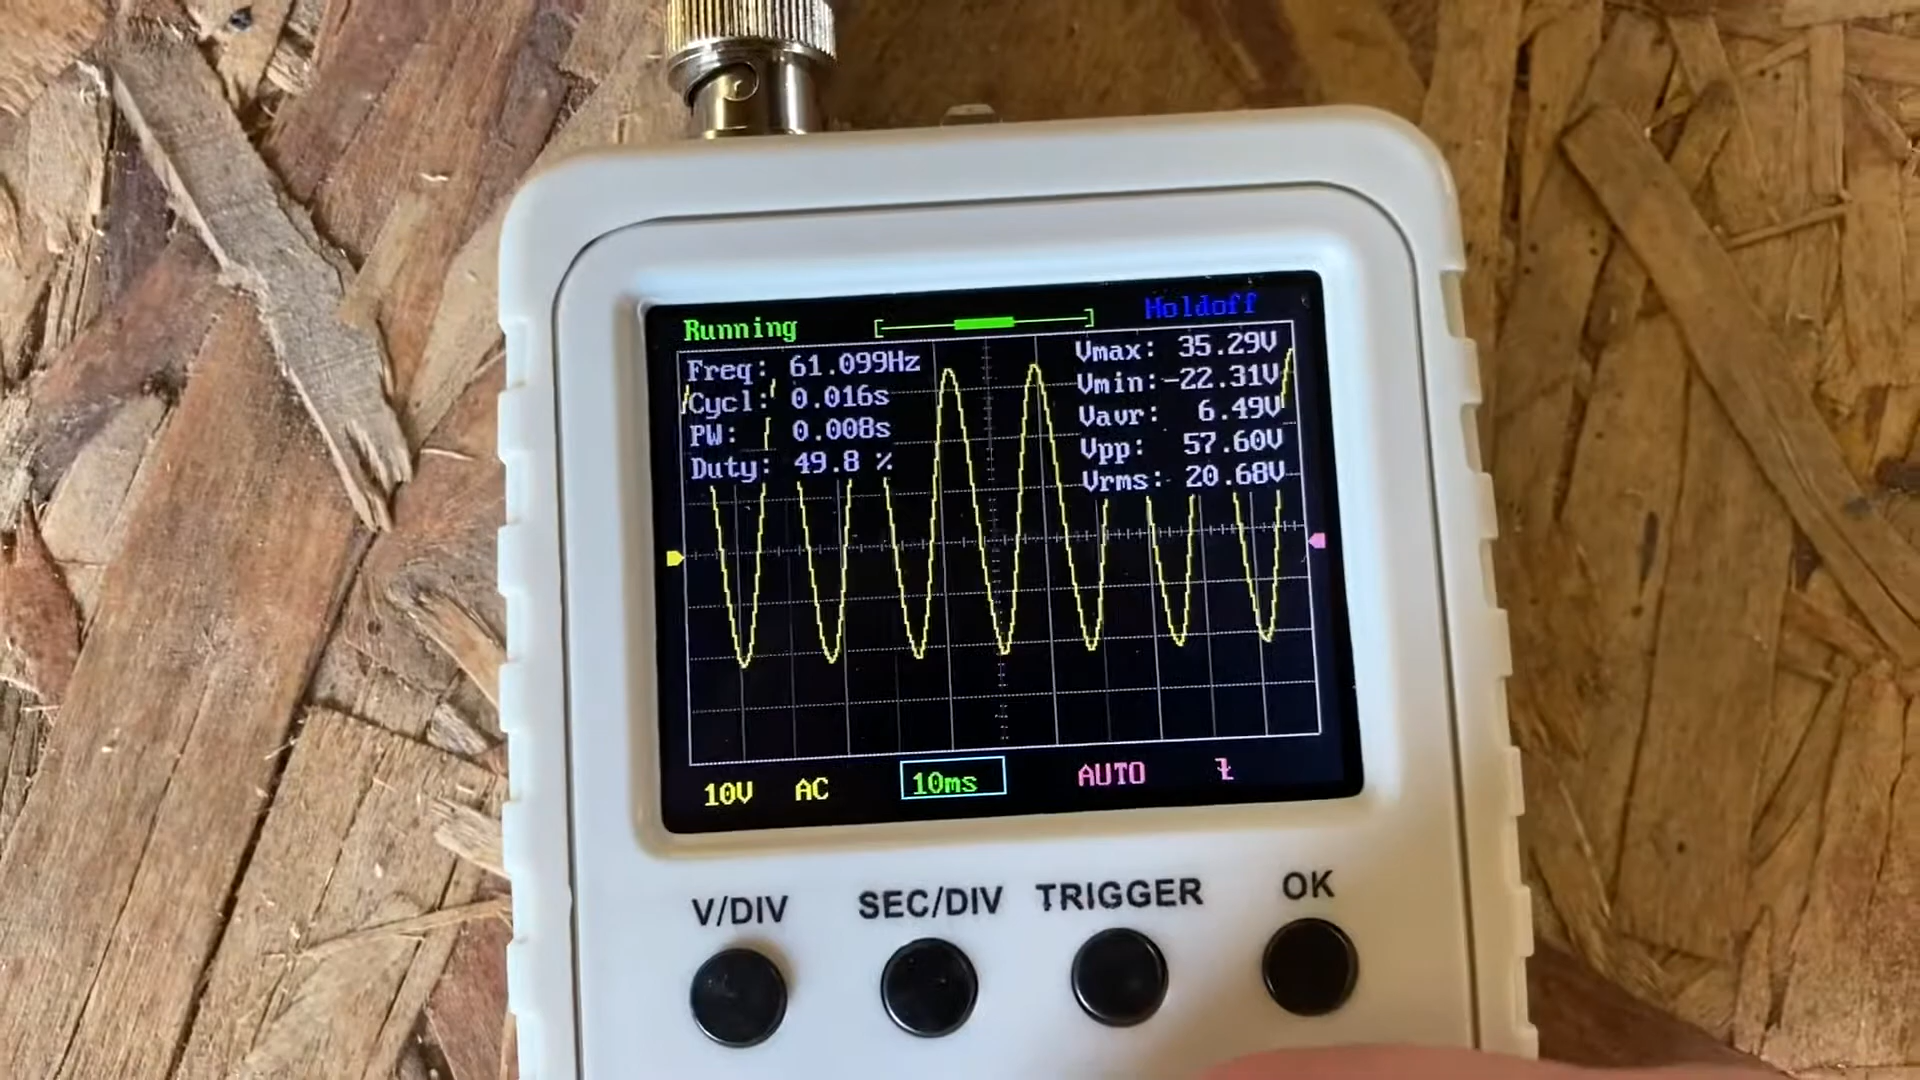 Running Holdoff
Freq: 61.099Hz
Cycl: 0.016s
PW: 0.008s
Duty: 49.8 %
Vmax: 35.29V
Vmin:-22.31V
Vavr: 6.49V
Vpp: 57.60V
Vrms: 20.68V
10V AC 10ms AUTO
V/DIV SEC/DIV TRIGGER OK